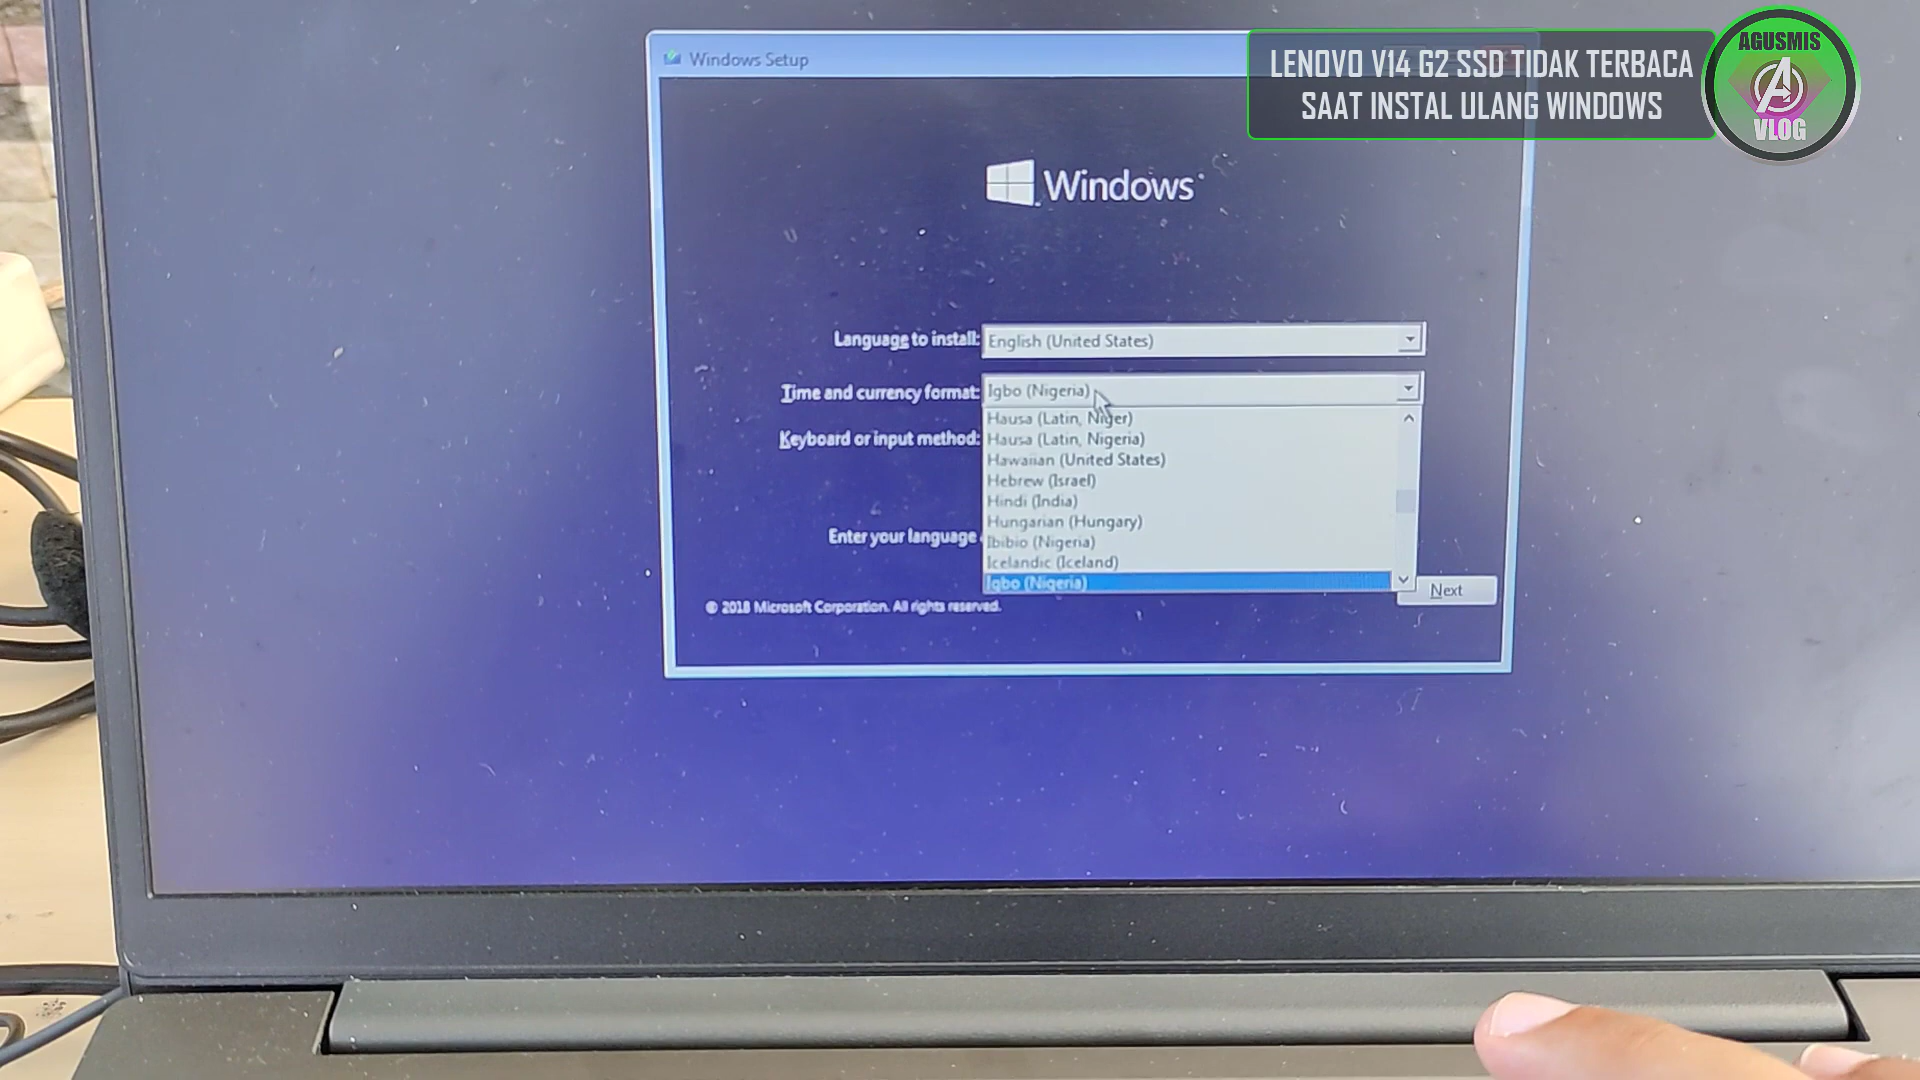 Windows Setup
LENOVO V14 G2 SSD TIDAK TERBACA
SAAT INSTAL ULANG WINDOWS
AGUSMIS
A
VLOG
Windows
Language to install: English (United States)
Time and currency format: Igbo (Nigeria)
Hausa (Latin, Niger)
Keyboard or input method: Hausa (Latin, Nigeria)
Hawaiian (United States)
Hebrew (Israel)
Hindi (India)
Hungarian (Hungary)
Enter your language Ibibio (Nigeria)
Icelandic (Iceland)
Igbo (Nigeria)
Next
© 2018 Microsoft Corporation. All rights reserved.